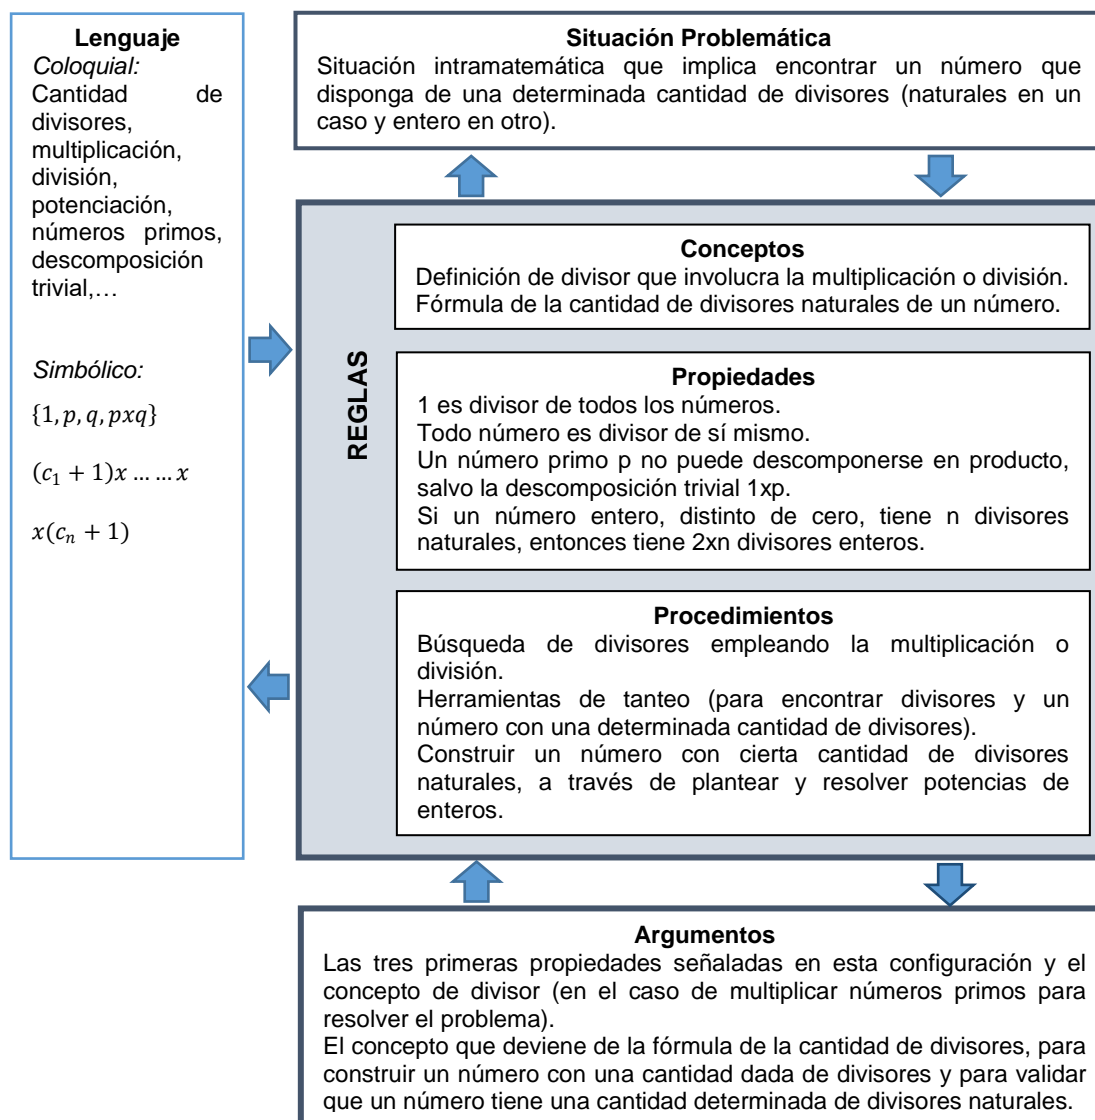 Lenguaje
Coloquial:
Cantidad de
divisores,
multiplicación,
división,
potenciación,
números primos,
descomposición
trivial,…
Simbólico:
{1, p, q, pxq}
(c₁ + 1)x … … x
x(cₙ + 1)
Situación Problemática
Situación intramatemática que implica encontrar un número que
disponga de una determinada cantidad de divisores (naturales en un
caso y entero en otro).
REGLAS
Conceptos
Definición de divisor que involucra la multiplicación o división.
Fórmula de la cantidad de divisores naturales de un número.
Propiedades
1 es divisor de todos los números.
Todo número es divisor de sí mismo.
Un número primo p no puede descomponerse en producto,
salvo la descomposición trivial 1xp.
Si un número entero, distinto de cero, tiene n divisores
naturales, entonces tiene 2xn divisores enteros.
Procedimientos
Búsqueda de divisores empleando la multiplicación o
división.
Herramientas de tanteo (para encontrar divisores y un
número con una determinada cantidad de divisores).
Construir un número con cierta cantidad de divisores
naturales, a través de plantear y resolver potencias de
enteros.
Argumentos
Las tres primeras propiedades señaladas en esta configuración y el
concepto de divisor (en el caso de multiplicar números primos para
resolver el problema).
El concepto que deviene de la fórmula de la cantidad de divisores, para
construir un número con una cantidad dada de divisores y para validar
que un número tiene una cantidad determinada de divisores naturales.